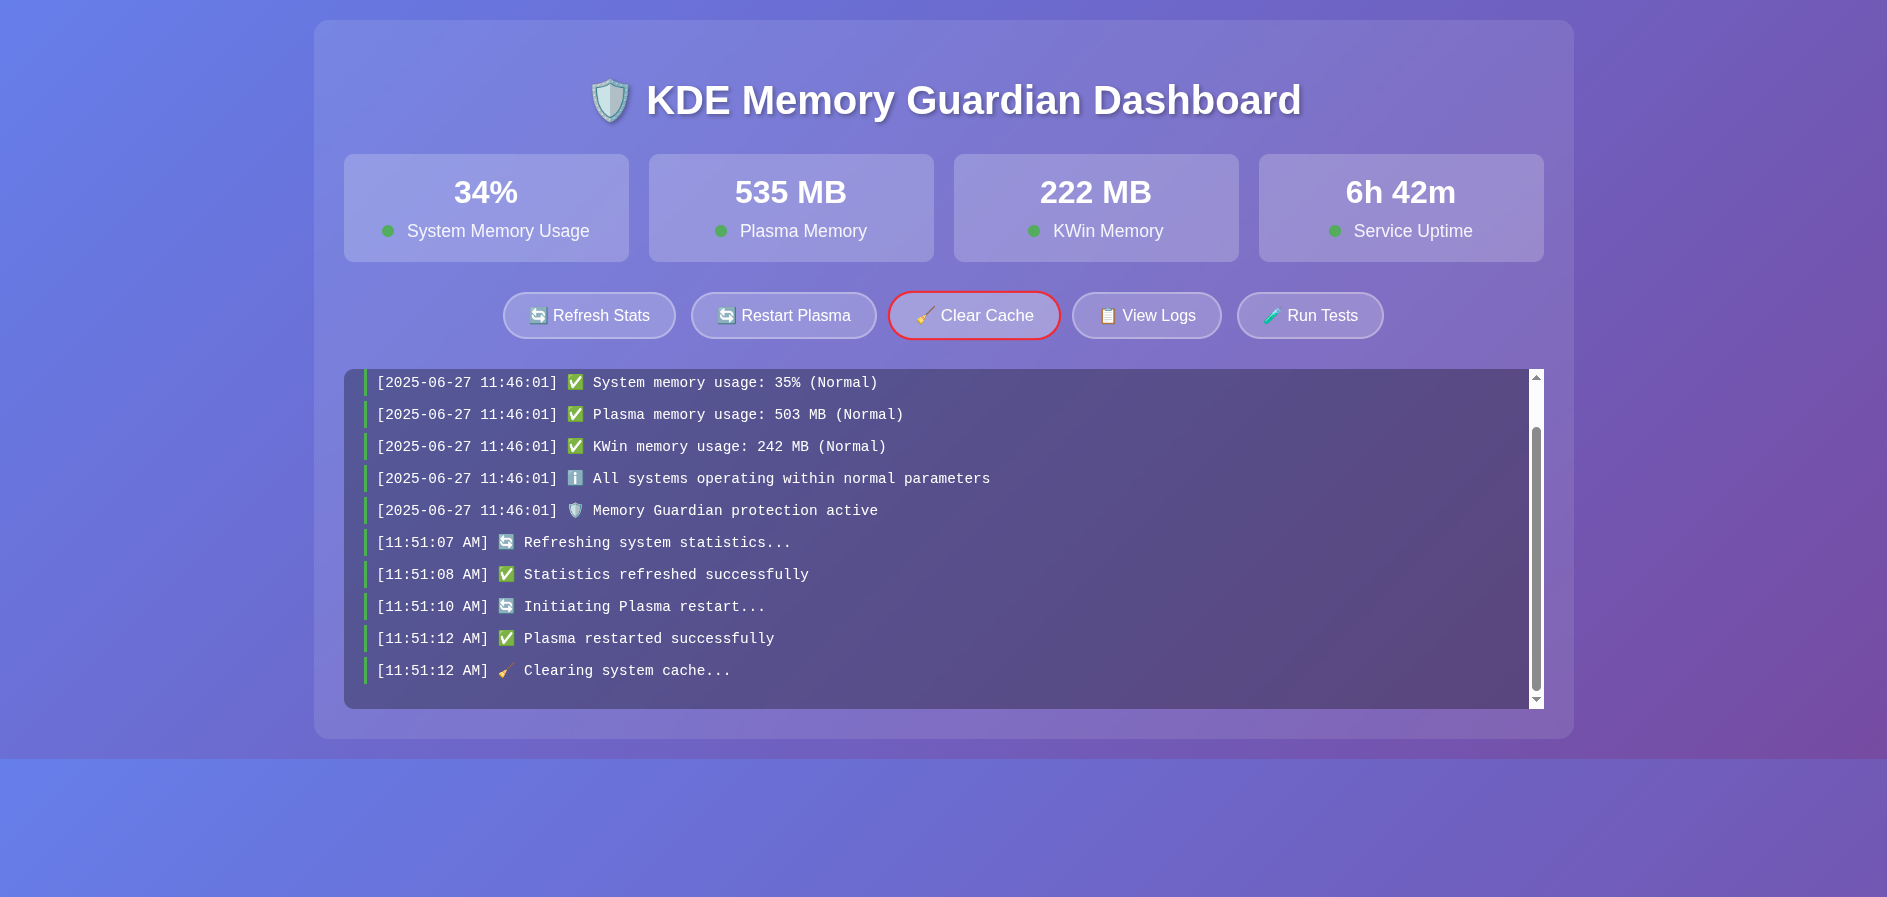 KDE Memory Guardian Dashboard
34%
System Memory Usage
535 MB
Plasma Memory
222 MB
KWin Memory
6h 42m
Service Uptime
Refresh Stats
Restart Plasma
Clear Cache
View Logs
Run Tests
[2025-06-27 11:46:01] ✅ System memory usage: 35% (Normal)
[2025-06-27 11:46:01] ✅ Plasma memory usage: 503 MB (Normal)
[2025-06-27 11:46:01] ✅ KWin memory usage: 242 MB (Normal)
[2025-06-27 11:46:01] ℹ️ All systems operating within normal parameters
[2025-06-27 11:46:01] 🛡️ Memory Guardian protection active
[11:51:07 AM] 🔄 Refreshing system statistics...
[11:51:08 AM] ✅ Statistics refreshed successfully
[11:51:10 AM] 🔄 Initiating Plasma restart...
[11:51:12 AM] ✅ Plasma restarted successfully
[11:51:12 AM] 🧹 Clearing system cache...